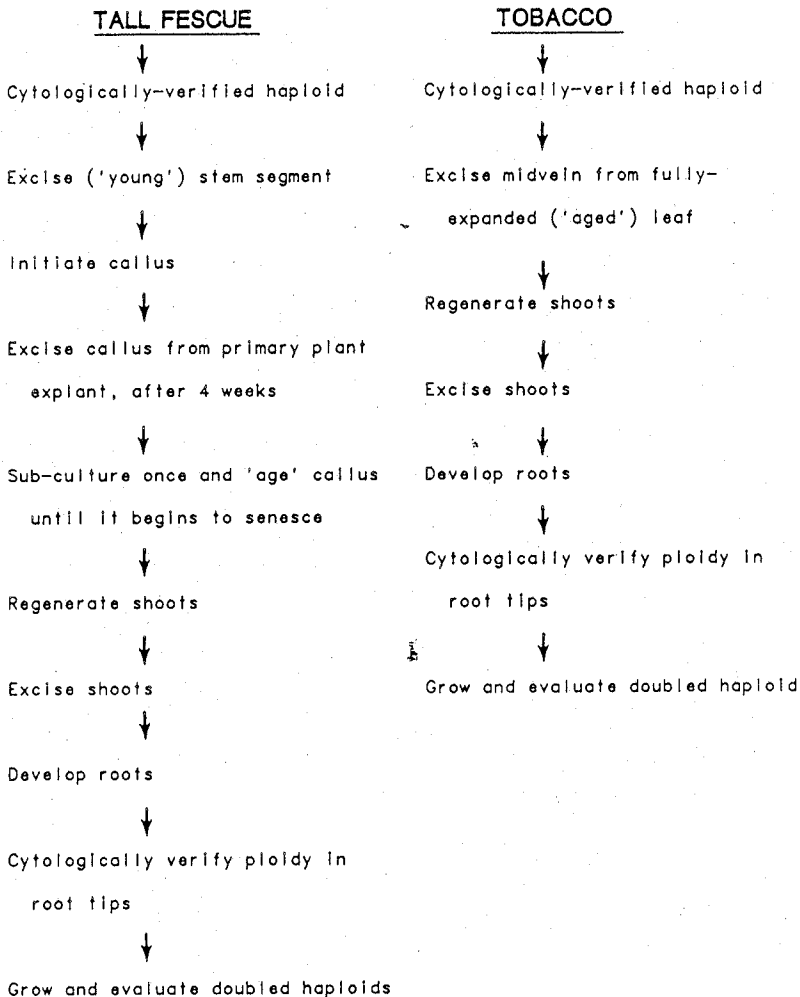 TALL FESCUE
Cytologically-verified haploid
Excise ('young') stem segment
Initiate callus
Excise callus from primary plant
explant, after 4 weeks
Sub-culture once and 'age' callus
until it begins to senesce
Regenerate shoots
Excise shoots
Develop roots
Cytologically verify ploidy in
root tips
Grow and evaluate doubled haploids
TOBACCO
Cytologically-verified haploid
Excise midvein from fully-
expanded ('aged') leaf
Regenerate shoots
Excise shoots
Develop roots
Cytologically verify ploidy in
root tips
Grow and evaluate doubled haploid